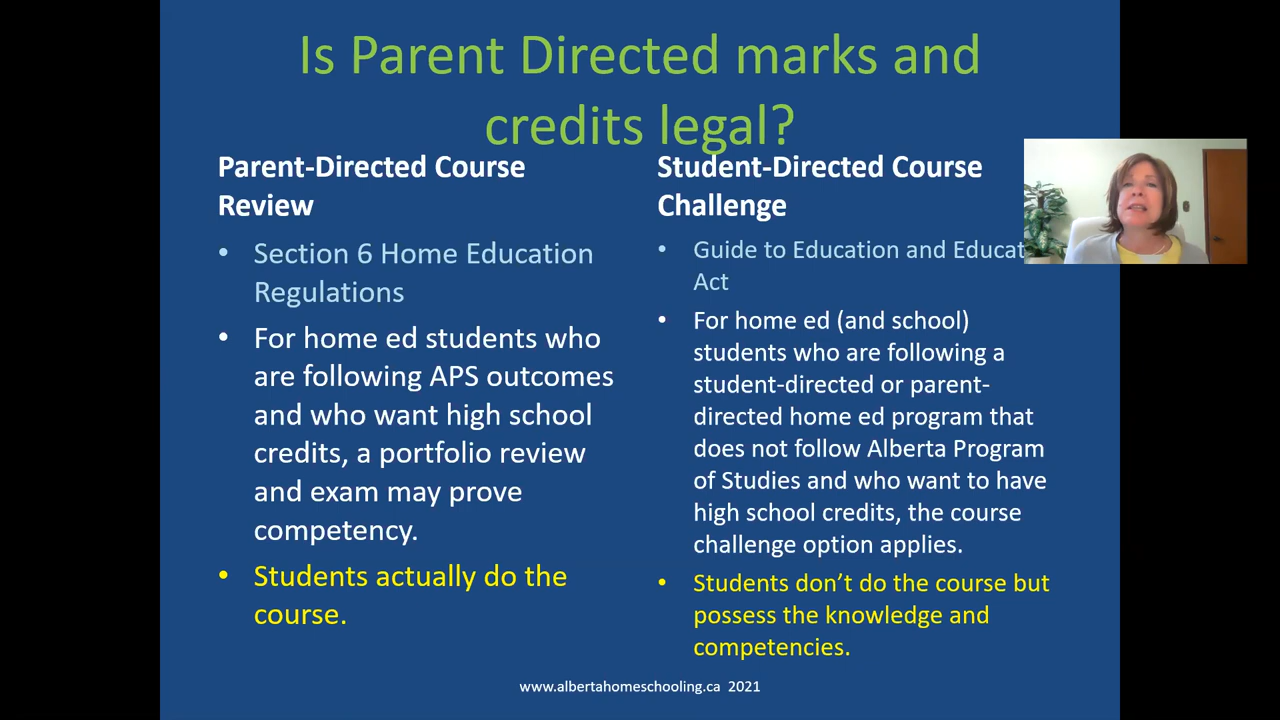 Is Parent Directed marks and
credits legal?
Parent-Directed Course
Review
• Section 6 Home Education
Regulations
• For home ed students who
are following APS outcomes
and who want high school
credits, a portfolio review
and exam may prove
competency.
• Students actually do the
course.
Student-Directed Course
Challenge
• Guide to Education and Educat
Act
• For home ed (and school)
students who are following a
student-directed or parent-
directed home ed program that
does not follow Alberta Program
of Studies and who want to have
high school credits, the course
challenge option applies.
• Students don’t do the course but
possess the knowledge and
competencies.
www.albertahomeschooling.ca 2021